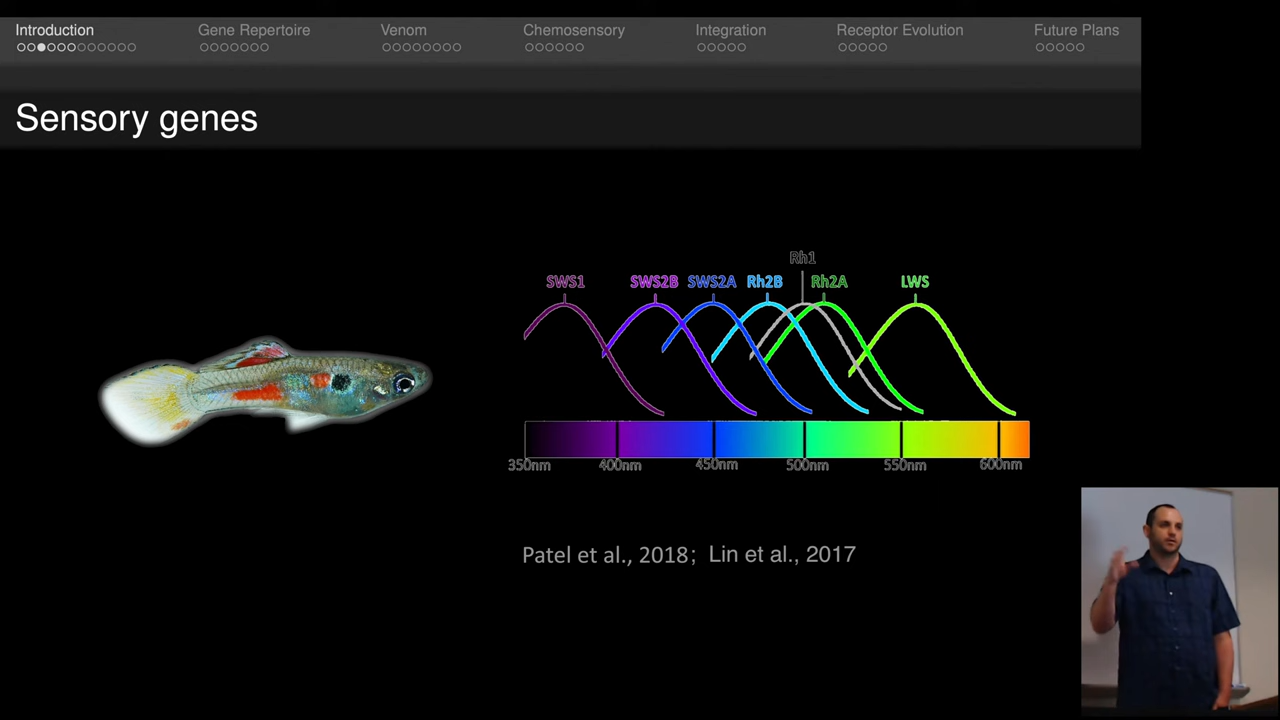 Introduction Gene Repertoire Venom Chemosensory Integration Receptor Evolution Future Plans
Sensory genes
Rh1
SWS1 SWS2B SWS2A Rh2B Rh2A LWS
350nm 400nm 450nm 500nm 550nm 600nm
Patel et al., 2018; Lin et al., 2017